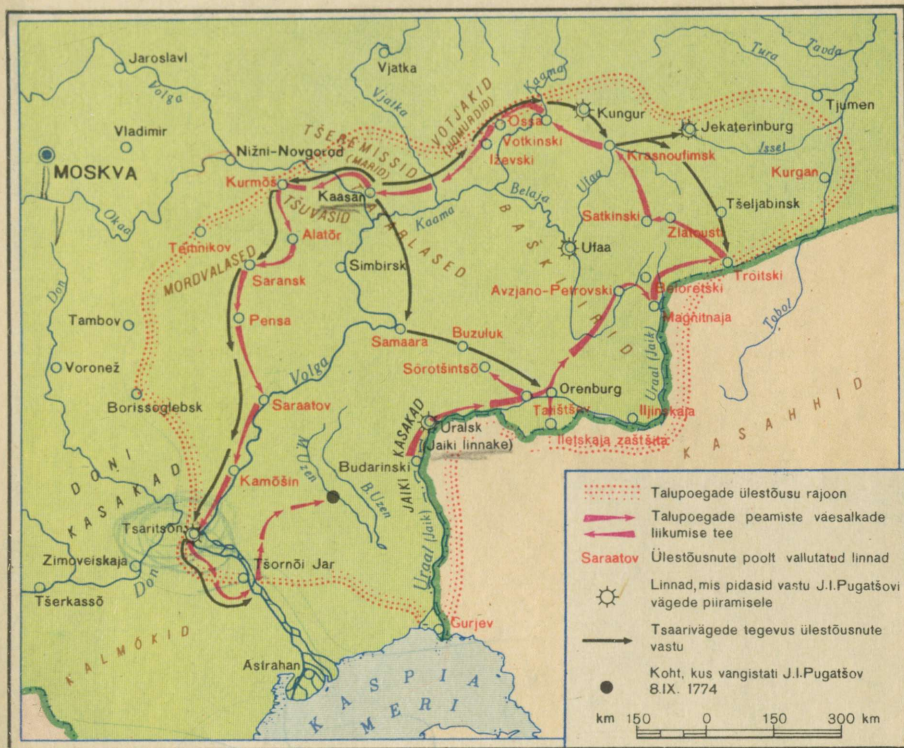 Jaroslavl
Volga
Vladimir
MOSKVA
Okaa
Nižni-Novgorod
Vjatka
Vjatka
TŠEREMISSID
(MARID)
VOTJAKID
(UDMURDID)
Kaama
Ossa
Votkinski
Iževski
Kungur
Tura
Tavda
Tjumen
Jekaterinburg
Isset
Krasnoufimsk
Kurgan
Kurmõš
Kaasan
TŠUVASID
TATARLASED
Kaama
Belaja
Ufaa
BAŠKIIRID
Satkinski
Zlatousti
Tšeljabinsk
Temnikov
Alatõr
MORDVALASED
Saransk
Simbirsk
Ufaa
Troitski
Avzjano-Petrovski
Beloretski
Magnitnaja
Tobol
Don
Tambov
Pensa
Samaara
Buzuluk
Sorotšintsõ
Uraal (Jaik)
Voronež
Volga
Borissoglebsk
Saraatov
Orenburg
Tatištšev
Iljinskaja
Iletskaja zaštšita
KASAHHID
Uralsk
(Jaiki linnake)
JAIKI KASAKAD
Budarinski
M.Uzen
B.Uzen
DONI
KASAKAD
Kamõšin
Tsaritsõn
Zimoveiskaja
Don
Tšerkassõ
Tšornõi Jar
Uraal (Jaik)
Gurjev
KALMÕKID
Astrahan
KASPIA
MERI
Talupoegade ülestõusu rajoon
Talupoegade peamiste väesalkade
liikumise tee
Saraatov
Ülestõusnute poolt vallutatud linnad
Linnad, mis pidasid vastu J.I.Pugatšovi
vägede piiramisele
Tsaarivägede tegevus ülestõusnute
vastu
Koht, kus vangistati J.I.Pugatšov
8.IX. 1774
km 150 0 150 300 km